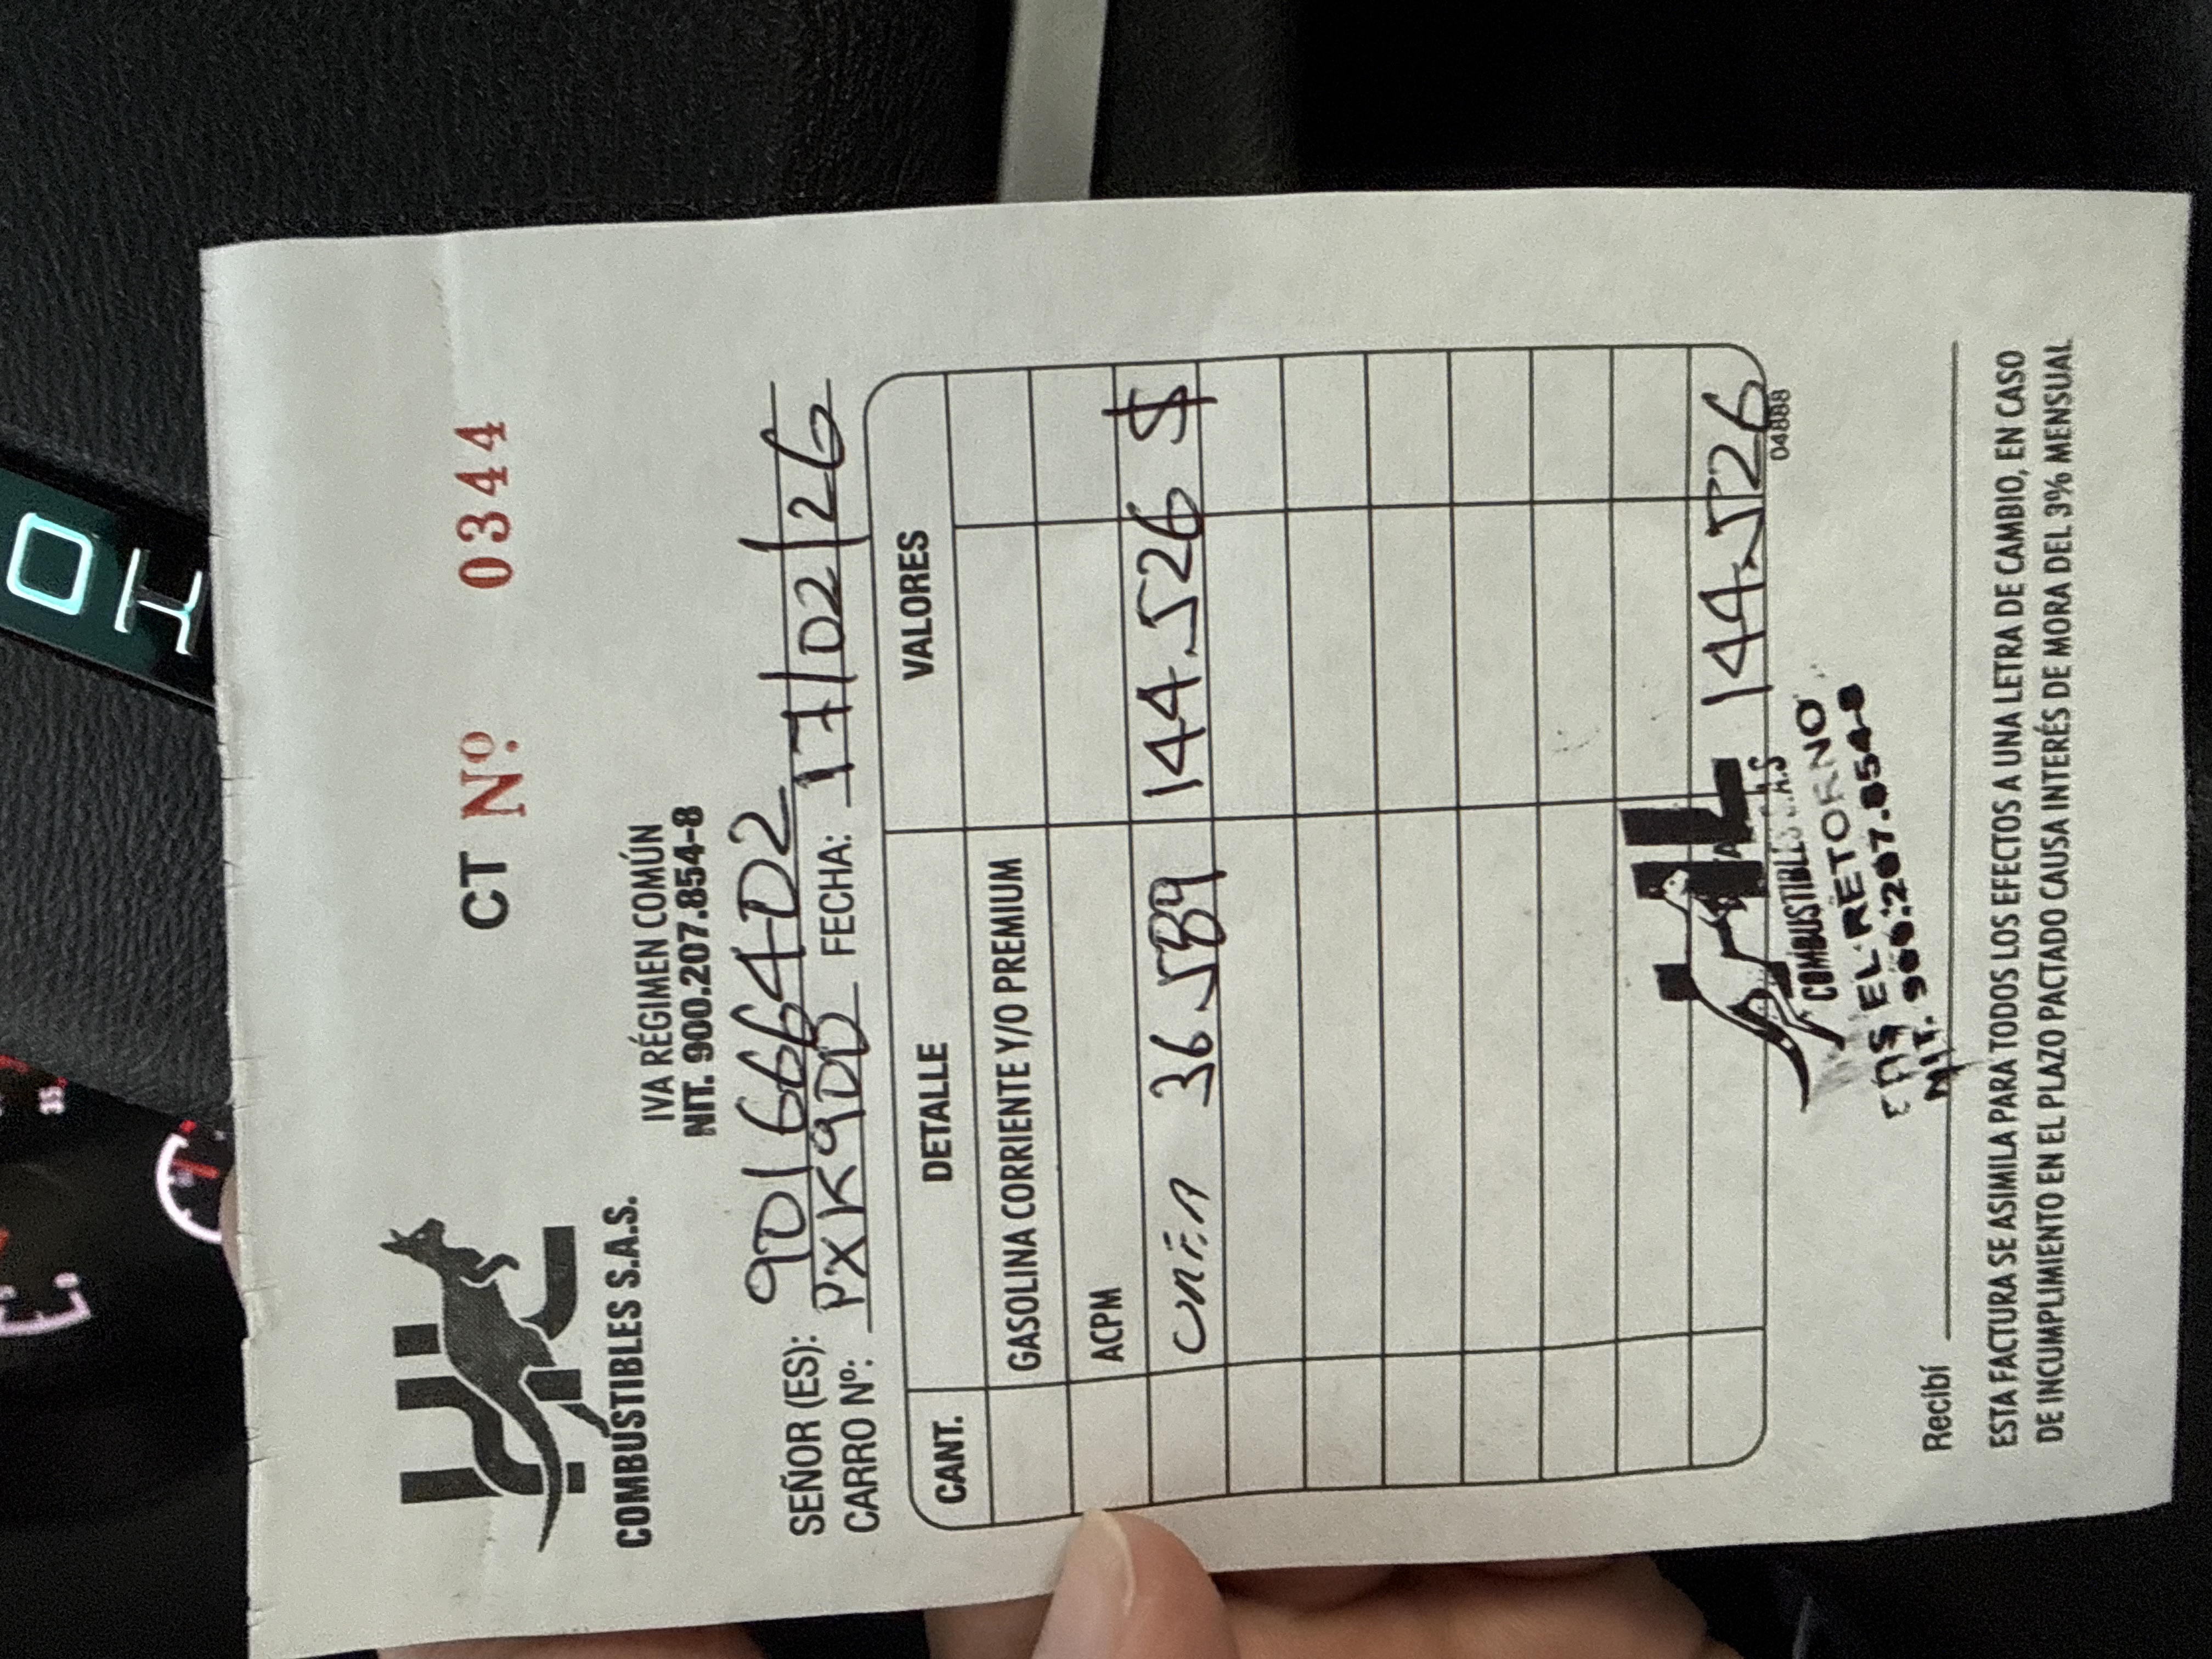 CT Nº. 0344
COMBUSTIBLES S.A.S.
IVA RÉGIMEN COMÚN
NIT. 900.207.854-8
SEÑOR (ES): 901666402
CARRO Nº: PXK900 FECHA: 17/02/26
CANT. DETALLE VALORES
GASOLINA CORRIENTE Y/O PREMIUM
ACPM
36.589 144.526 $
144.526
04888
COMBUSTIBLES S.A.S
EDS EL RETORNO
NIT. 900.207.854-8
Recibí
ESTA FACTURA SE ASIMILA PARA TODOS LOS EFECTOS A UNA LETRA DE CAMBIO, EN CASO
DE INCUMPLIMIENTO EN EL PLAZO PACTADO CAUSA INTERÉS DE MORA DEL 3% MENSUAL